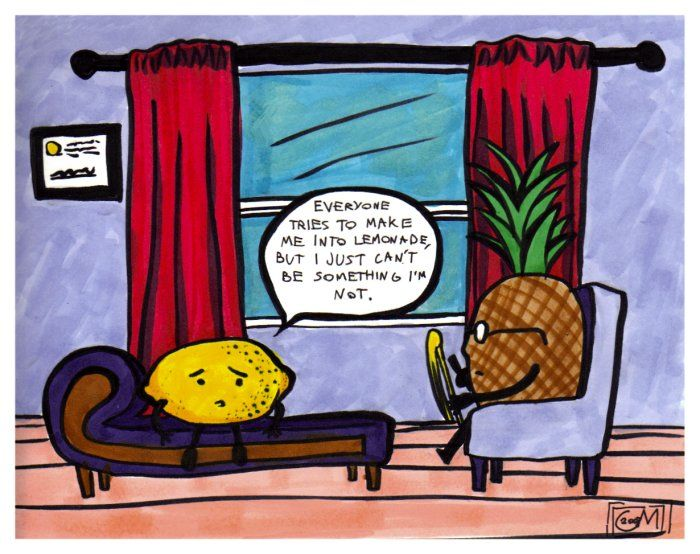 EVERYONE
TRIES TO MAKE
ME INTO LEMONADE,
BUT I JUST CAN'T
BE SOMETHING I'M
NOT.